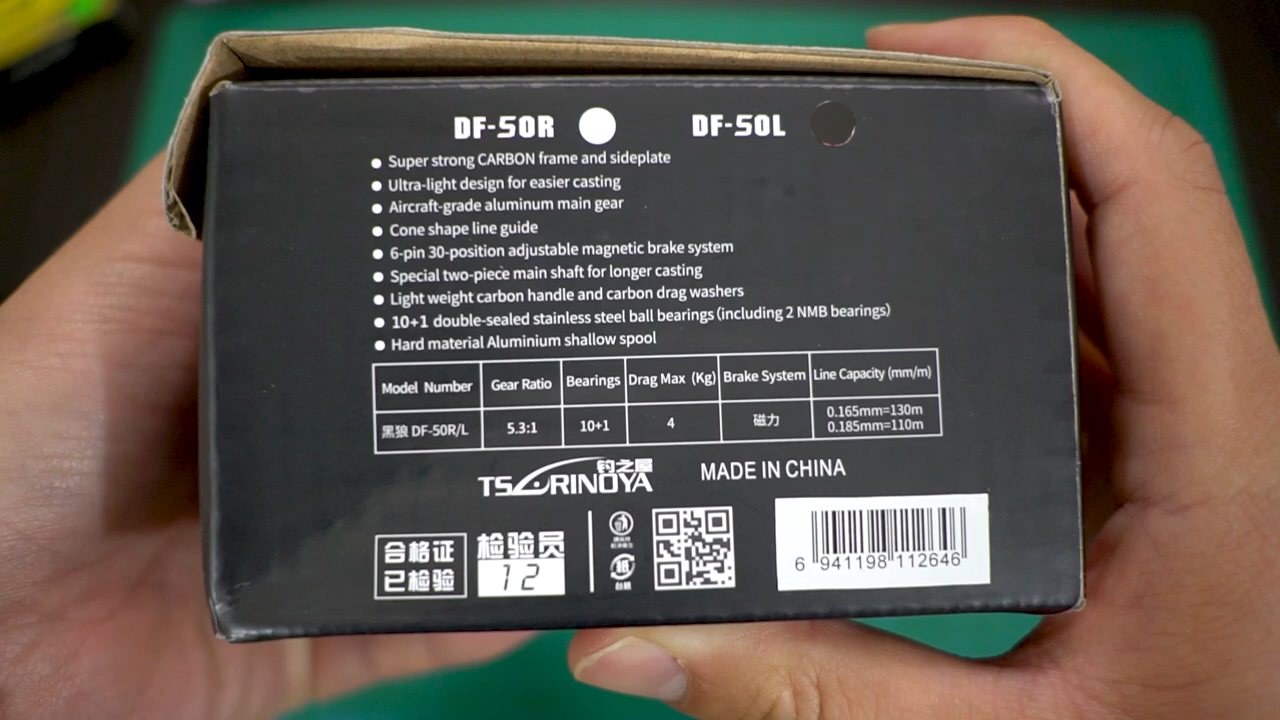 DF-50R DF-50L
Super strong CARBON frame and sideplate
Ultra-light design for easier casting
Aircraft-grade aluminum main gear
Cone shape line guide
6-pin 30-position adjustable magnetic brake system
Special two-piece main shaft for longer casting
Light weight carbon handle and carbon drag washers
10+1 double-sealed stainless steel ball bearings (including 2 NMB bearings)
Hard material Aluminium shallow spool
Model Number Gear Ratio Bearings Drag Max (Kg) Brake System Line Capacity (mm/m)
黑狼 DF-50R/L 5.3:1 10+1 4 磁力 0.165mm=130m
0.185mm=110m
钓之屋
TSURINOYA
MADE IN CHINA
合格证
已检验
检验员
12
6 941198 112646